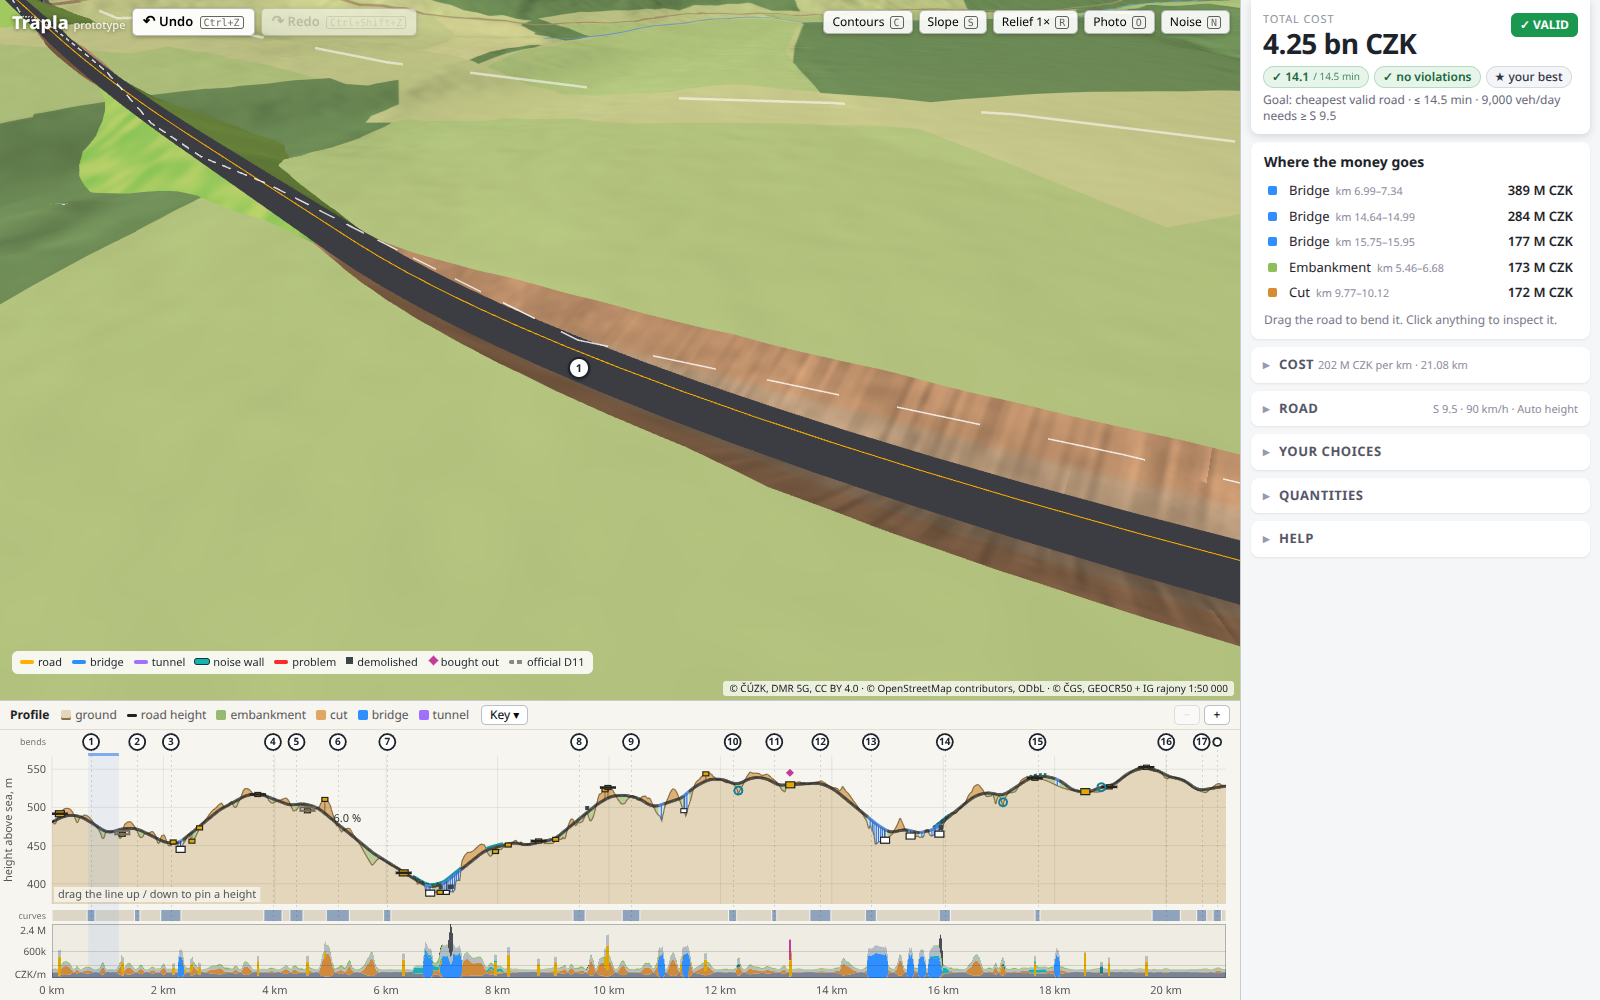 Trapla prototype
↶ Undo Ctrl+Z
↷ Redo Ctrl+Shift+Z
Contours C
Slope S
Relief 1× R
Photo O
Noise N
1
road
bridge
tunnel
noise wall
problem
demolished
bought out
official D11
© ČÚZK, DMR 5G, CC BY 4.0 · © OpenStreetMap contributors, ODbL · © ČGS, GEOCR50 + IG rajony 1:50 000
TOTAL COST
4.25 bn CZK
✓ VALID
✓ 14.1 / 14.5 min
✓ no violations
★ your best
Goal: cheapest valid road · ≤ 14.5 min · 9,000 veh/day
needs ≥ S 9.5
Where the money goes
Bridge km 6.99–7.34 389 M CZK
Bridge km 14.64–14.99 284 M CZK
Bridge km 15.75–15.95 177 M CZK
Embankment km 5.46–6.68 173 M CZK
Cut km 9.77–10.12 172 M CZK
Drag the road to bend it. Click anything to inspect it.
▶ COST 202 M CZK per km · 21.08 km
▶ ROAD S 9.5 · 90 km/h · Auto height
▶ YOUR CHOICES
▶ QUANTITIES
▶ HELP
Profile ground road height embankment cut bridge tunnel Key ▾ − +
bends 1 2 3 4 5 6 7 8 9 10 11 12 13 14 15 16 17
height above sea, m
550
500
450
400
6.0 %
drag the line up / down to pin a height
curves
2.4 M
600k
CZK/m
0 km 2 km 4 km 6 km 8 km 10 km 12 km 14 km 16 km 18 km 20 km